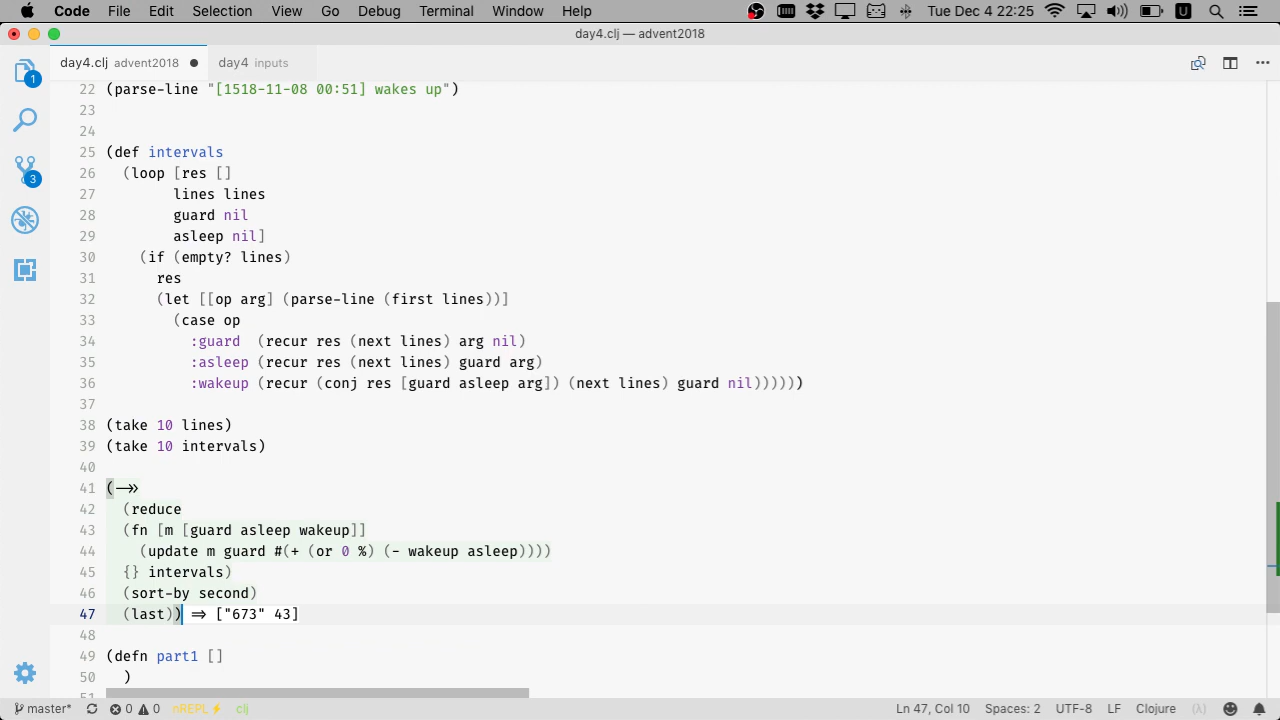 Code File Edit Selection View Go Debug Terminal Window Help Tue Dec 4 22:25 U
day4.clj — advent2018
day4.clj advent2018 day4 inputs
1
3
22 (parse-line "[1518-11-08 00:51] wakes up")
23
24
25 (def intervals
26 (loop [res []
27 lines lines
28 guard nil
29 asleep nil]
30 (if (empty? lines)
31 res
32 (let [[op arg] (parse-line (first lines))]
33 (case op
34 :guard (recur res (next lines) arg nil)
35 :asleep (recur res (next lines) guard arg)
36 :wakeup (recur (conj res [guard asleep arg]) (next lines) guard nil))))))
37
38 (take 10 lines)
39 (take 10 intervals)
40
41 (->>
42 (reduce
43 (fn [m [guard asleep wakeup]]
44 (update m guard #(+ (or 0 %) (- wakeup asleep))))
45 {} intervals)
46 (sort-by second)
47 (last)) => ["673" 43]
48
49 (defn part1 []
50 )
51
master* 0 0 nREPL⚡ clj Ln 47, Col 10 Spaces: 2 UTF-8 LF Clojure (λ)